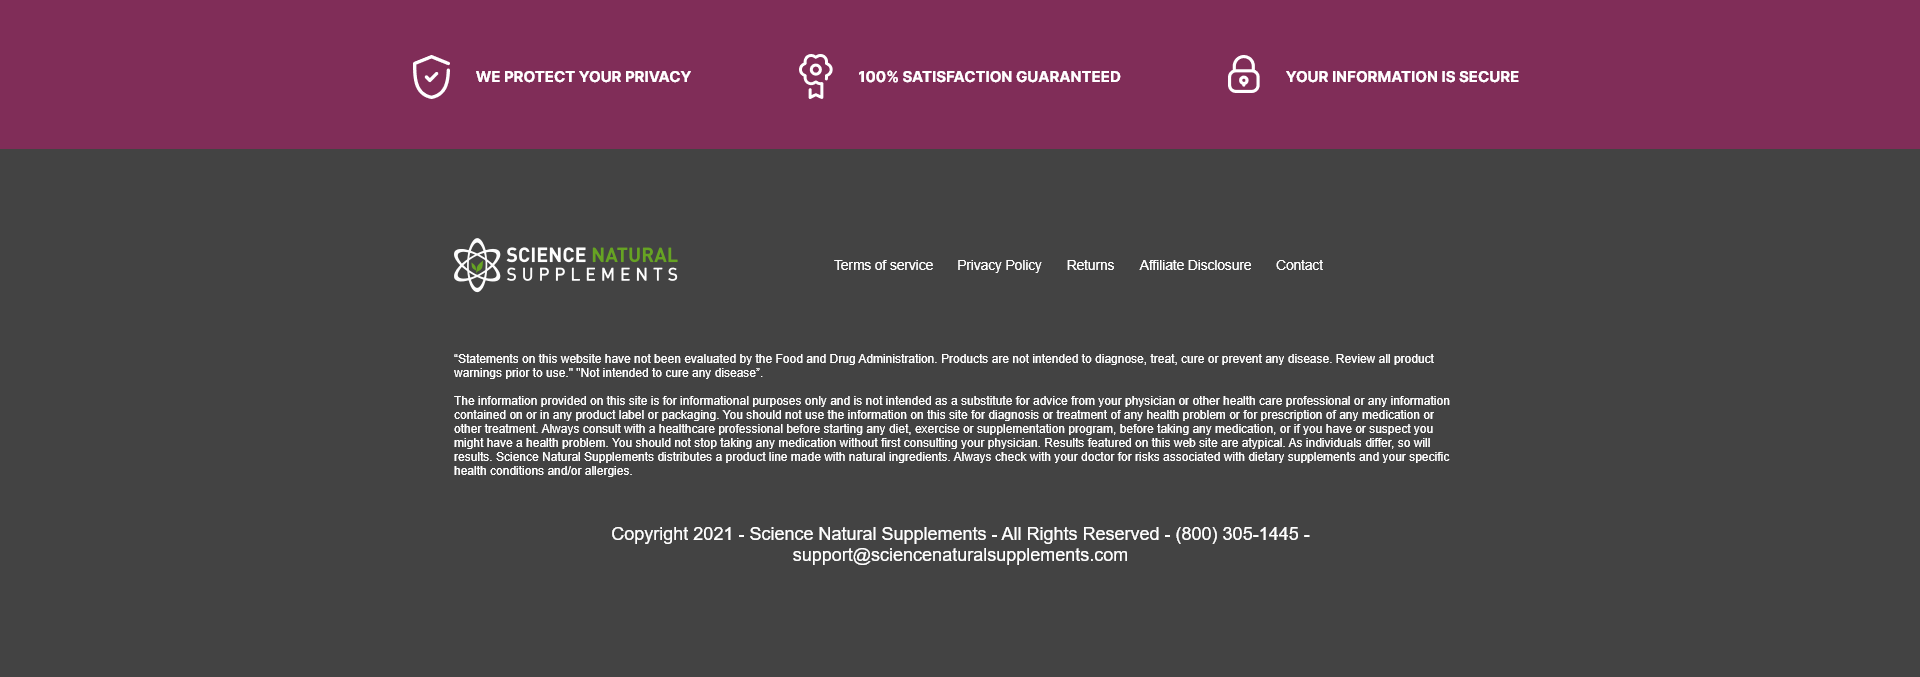 WE PROTECT YOUR PRIVACY
100% SATISFACTION GUARANTEED
YOUR INFORMATION IS SECURE
SCIENCE NATURAL
SUPPLEMENTS
Terms of service
Privacy Policy
Returns
Affiliate Disclosure
Contact
“Statements on this website have not been evaluated by the Food and Drug Administration. Products are not intended to diagnose, treat, cure or prevent any disease. Review all product
warnings prior to use." "Not intended to cure any disease”.
The information provided on this site is for informational purposes only and is not intended as a substitute for advice from your physician or other health care professional or any information
contained on or in any product label or packaging. You should not use the information on this site for diagnosis or treatment of any health problem or for prescription of any medication or
other treatment. Always consult with a healthcare professional before starting any diet, exercise or supplementation program, before taking any medication, or if you have or suspect you
might have a health problem. You should not stop taking any medication without first consulting your physician. Results featured on this web site are atypical. As individuals differ, so will
results. Science Natural Supplements distributes a product line made with natural ingredients. Always check with your doctor for risks associated with dietary supplements and your specific
health conditions and/or allergies.
Copyright 2021 - Science Natural Supplements - All Rights Reserved - (800) 305-1445 -
support@sciencenaturalsupplements.com